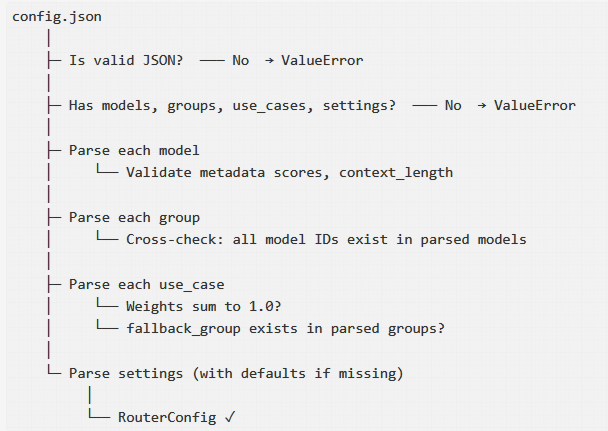 config.json
│
├─ Is valid JSON? ─── No → ValueError
│
├─ Has models, groups, use_cases, settings? ─── No → ValueError
│
├─ Parse each model
│    └── Validate metadata scores, context_length
│
├─ Parse each group
│    └── Cross-check: all model IDs exist in parsed models
│
├─ Parse each use_case
│    └── Weights sum to 1.0?
│    └── fallback_group exists in parsed groups?
│
└─ Parse settings (with defaults if missing)
     │
     └── RouterConfig ✓